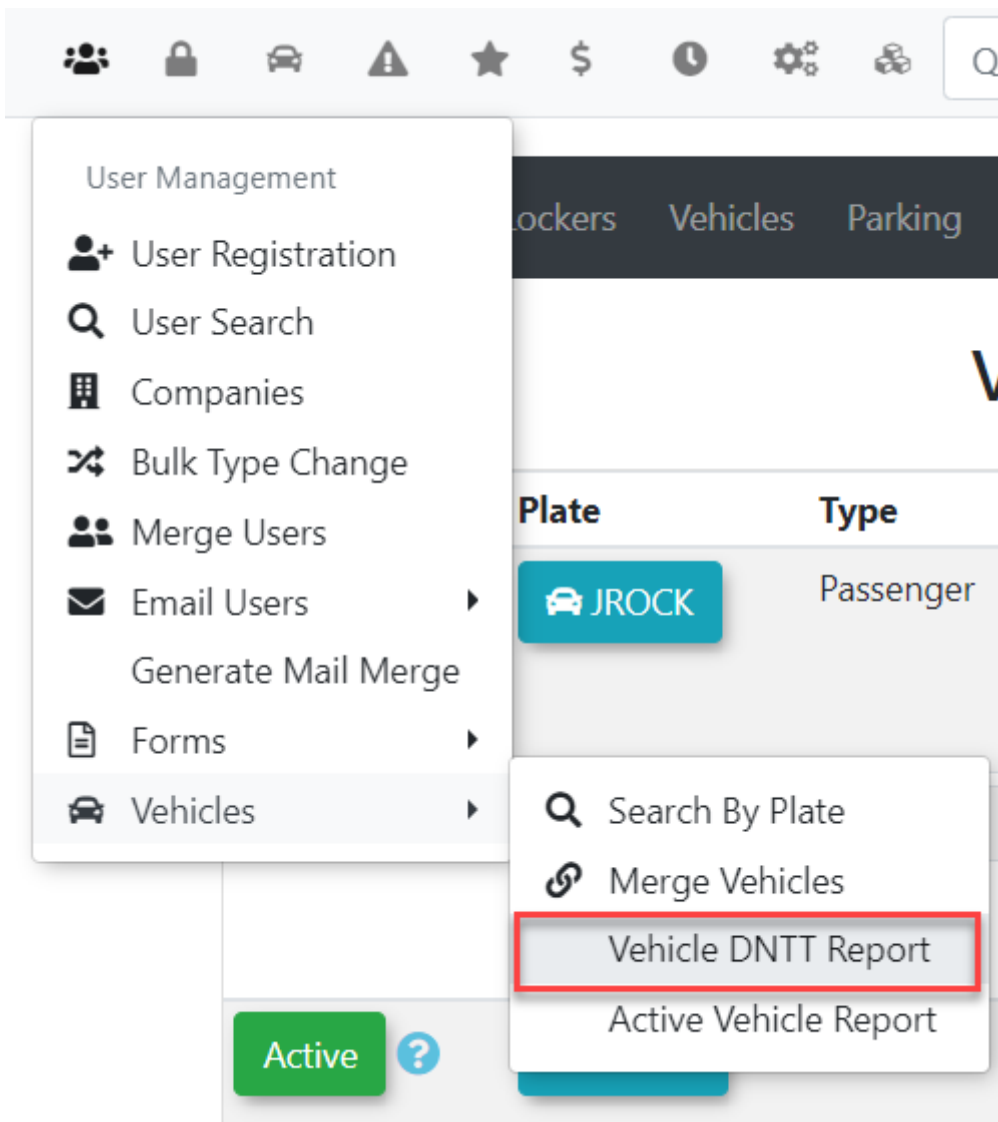 Q
User Management
User Registration
User Search
Companies
Bulk Type Change
Merge Users
Email Users
Generate Mail Merge
Forms
Vehicles
ockers Vehicles Parking
V
Plate Type
JROCK Passenger
Search By Plate
Merge Vehicles
Vehicle DNTT Report
Active Vehicle Report
Active